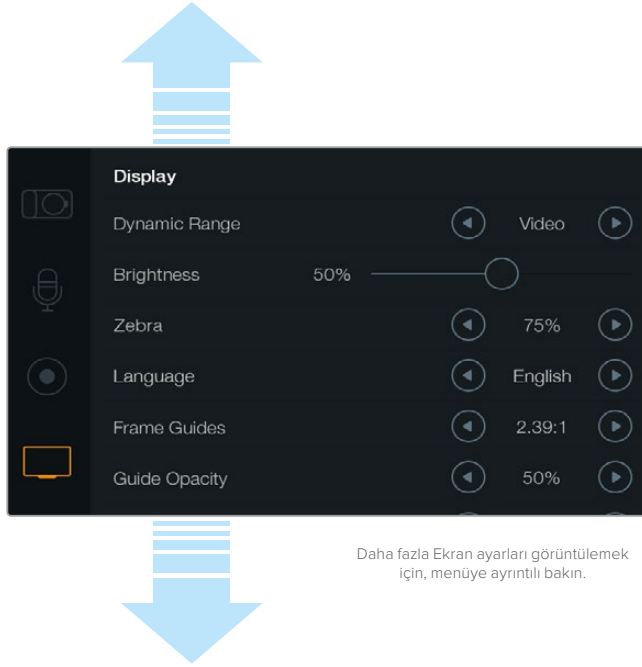 Display
Dynamic Range Video
Brightness 50%
Zebra 75%
Language English
Frame Guides 2.39:1
Guide Opacity 50%
Daha fazla Ekran ayarları görüntülemek
için, menüye ayrıntılı bakın.